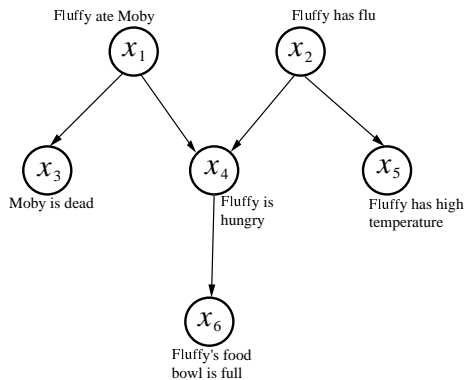 Fluffy ate Moby
Fluffy has flu
x1
x2
x3
x4
x5
Moby is dead
Fluffy is
hungry
Fluffy has high
temperature
x6
Fluffy's food
bowl is full